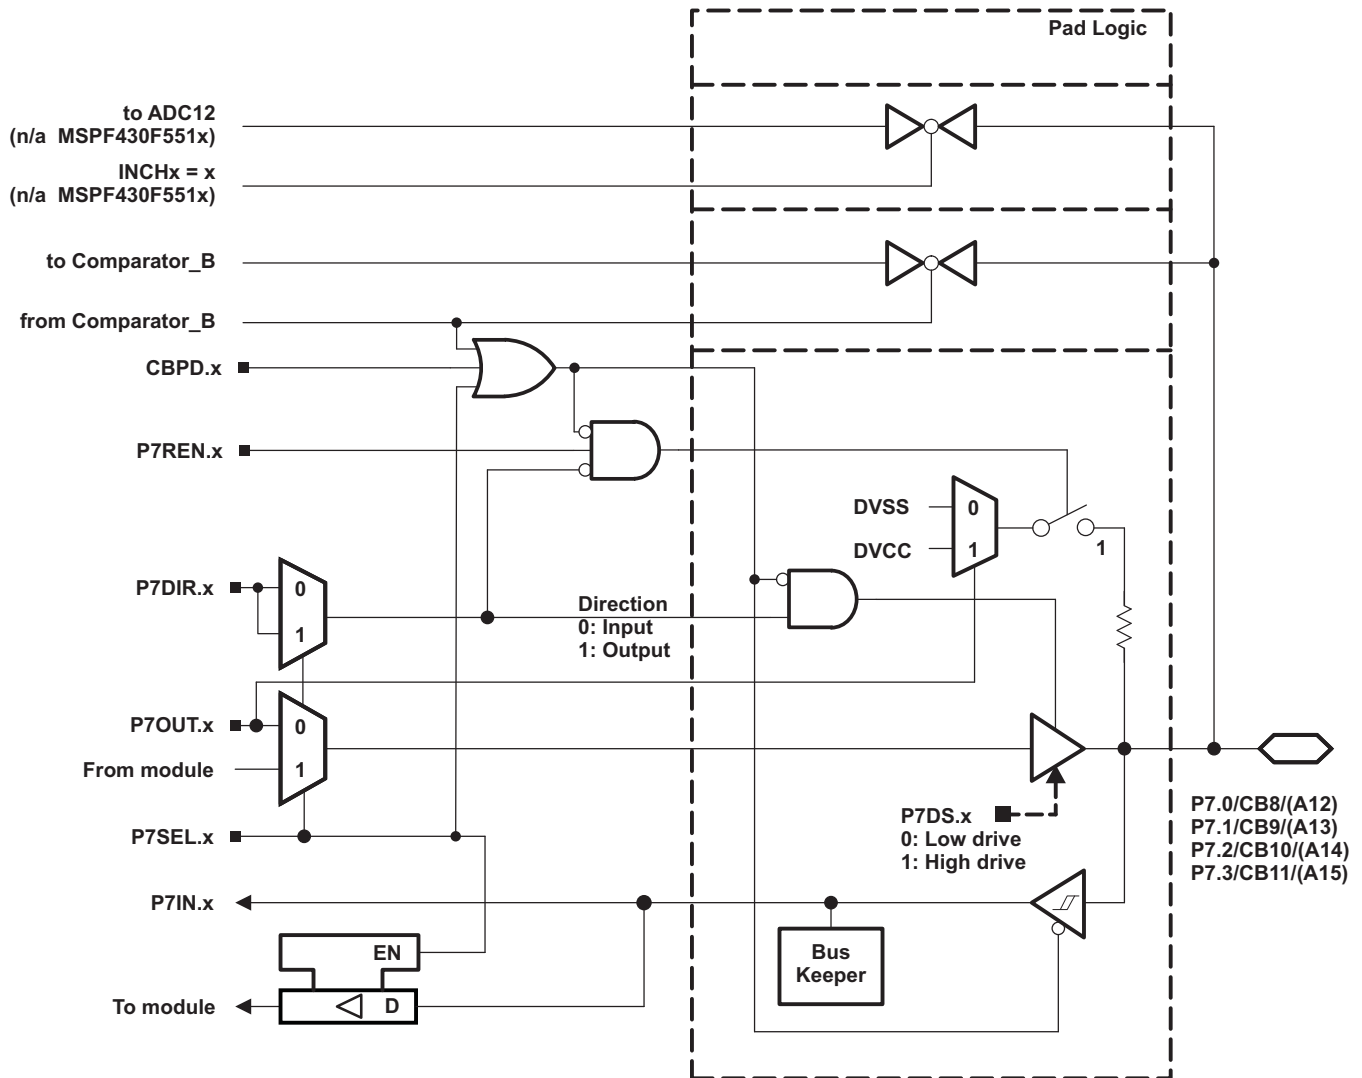 Pad Logic
to ADC12
(n/a MSPF430F551x)
INCHx = x
(n/a MSPF430F551x)
to Comparator_B
from Comparator_B
CBPD.x
P7REN.x
DVSS
0
DVCC
1
1
P7DIR.x
0
1
Direction
0: Input
1: Output
P7OUT.x
0
From module
1
P7SEL.x
P7DS.x
0: Low drive
1: High drive
P7.0/CB8/(A12)
P7.1/CB9/(A13)
P7.2/CB10/(A14)
P7.3/CB11/(A15)
P7IN.x
EN
Bus
Keeper
To module
D